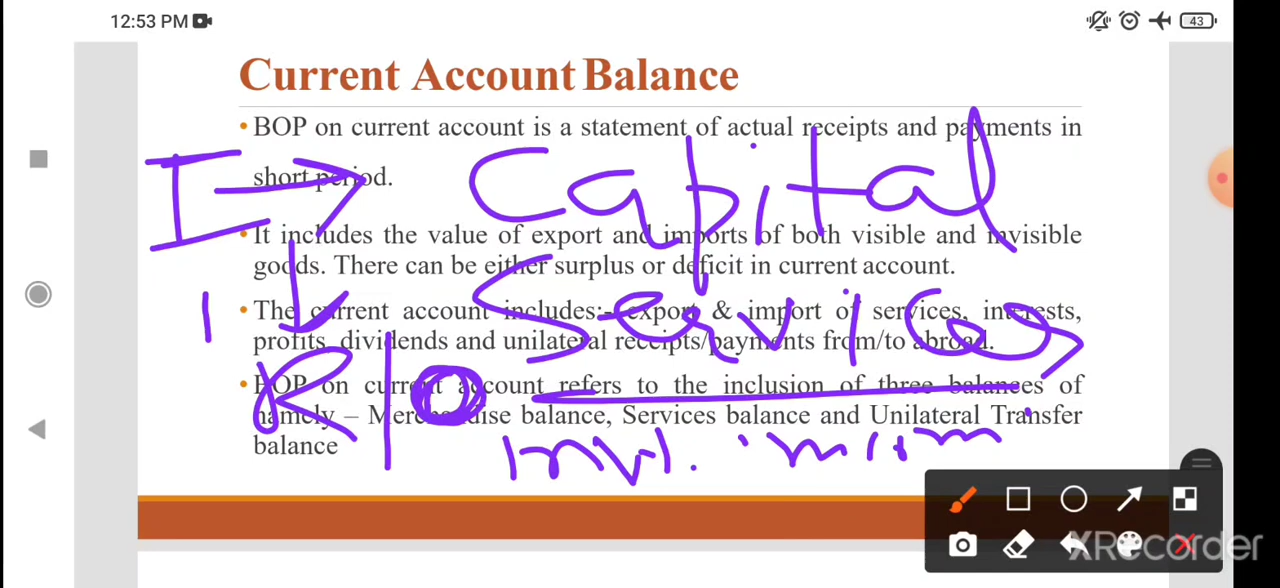 12:53 PM 43
Current Account Balance
• BOP on current account is a statement of actual receipts and payments in
short period.
I → Capital
• It includes the value of export and imports of both visible and invisible
goods. There can be either surplus or deficit in current account.
Services
• The current account includes:- export & import of services, interests,
profits, dividends and unilateral receipts/payments from/to abroad.
• BOP on current account refers to the inclusion of three balances of
namely – Merchandise balance, Services balance and Unilateral Transfer
balance
XRecorder